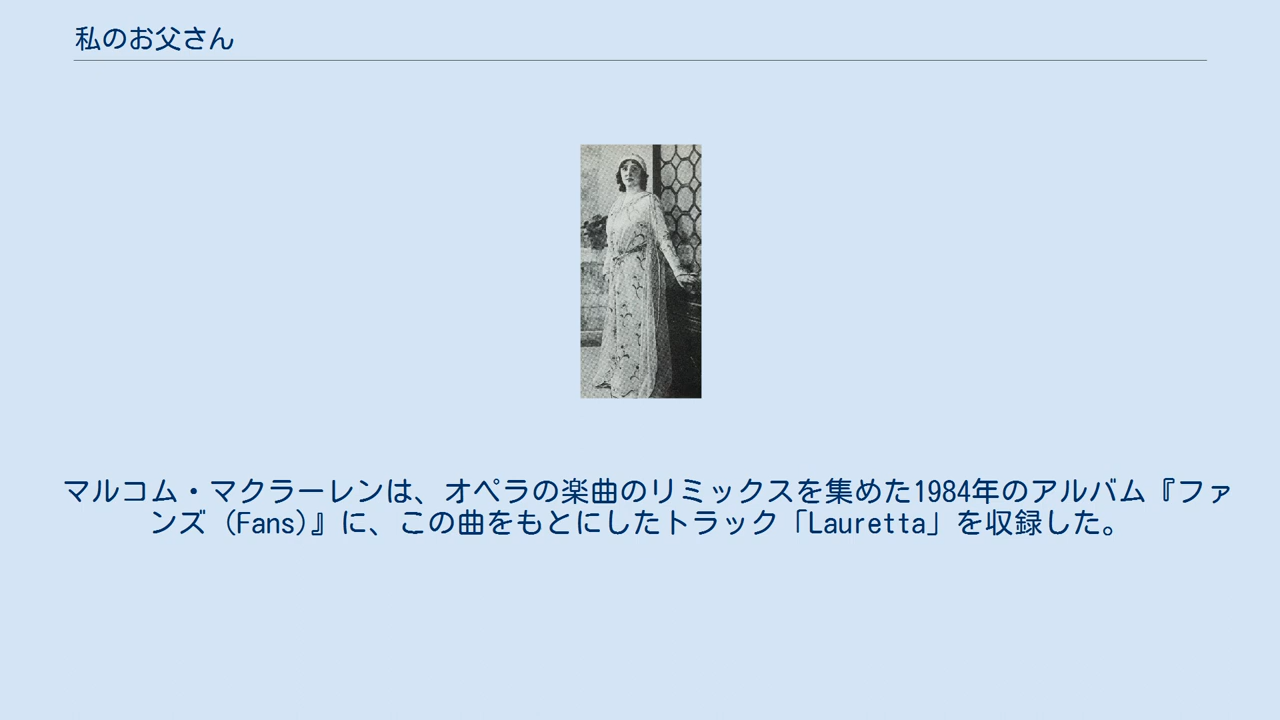 私のお父さん
マルコム・マクラーレンは、オペラの楽曲のリミックスを集めた1984年のアルバム『ファ
ンズ（Fans)』に、この曲をもとにしたトラック「Lauretta」を収録した。